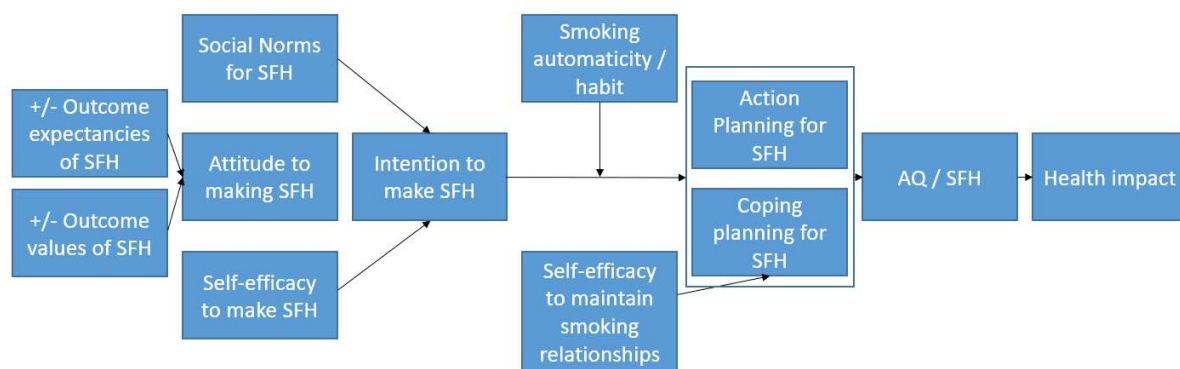 Social Norms
for SFH
+/- Outcome
expectancies
of SFH
+/- Outcome
values of SFH
Attitude to
making SFH
Self-efficacy
to make SFH
Intention to
make SFH
Smoking
automaticity /
habit
Self-efficacy
to maintain
smoking
relationships
Action
Planning for
SFH
Coping
planning for
SFH
AQ / SFH
Health impact